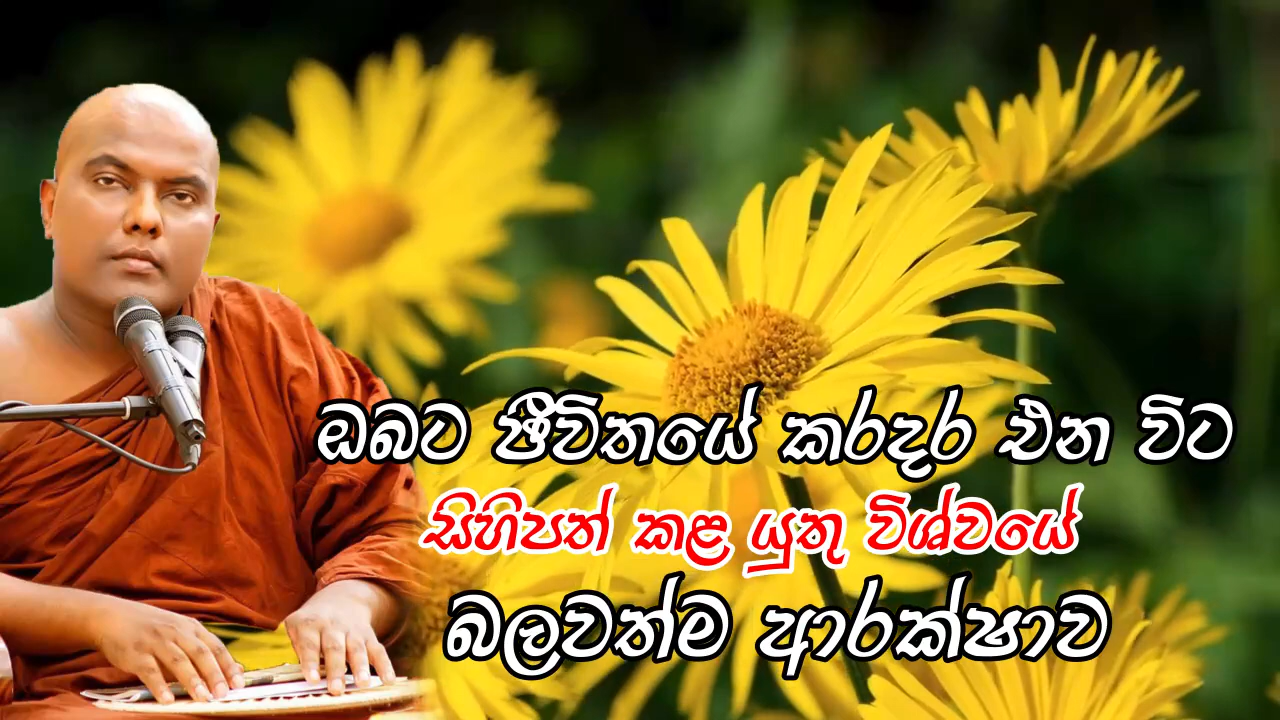 ඔබට ජීවිතයේ කරදර එන විට
සිහිපත් කළ යුතු විශ්වයේ
බලවත්ම ආරක්ෂාව